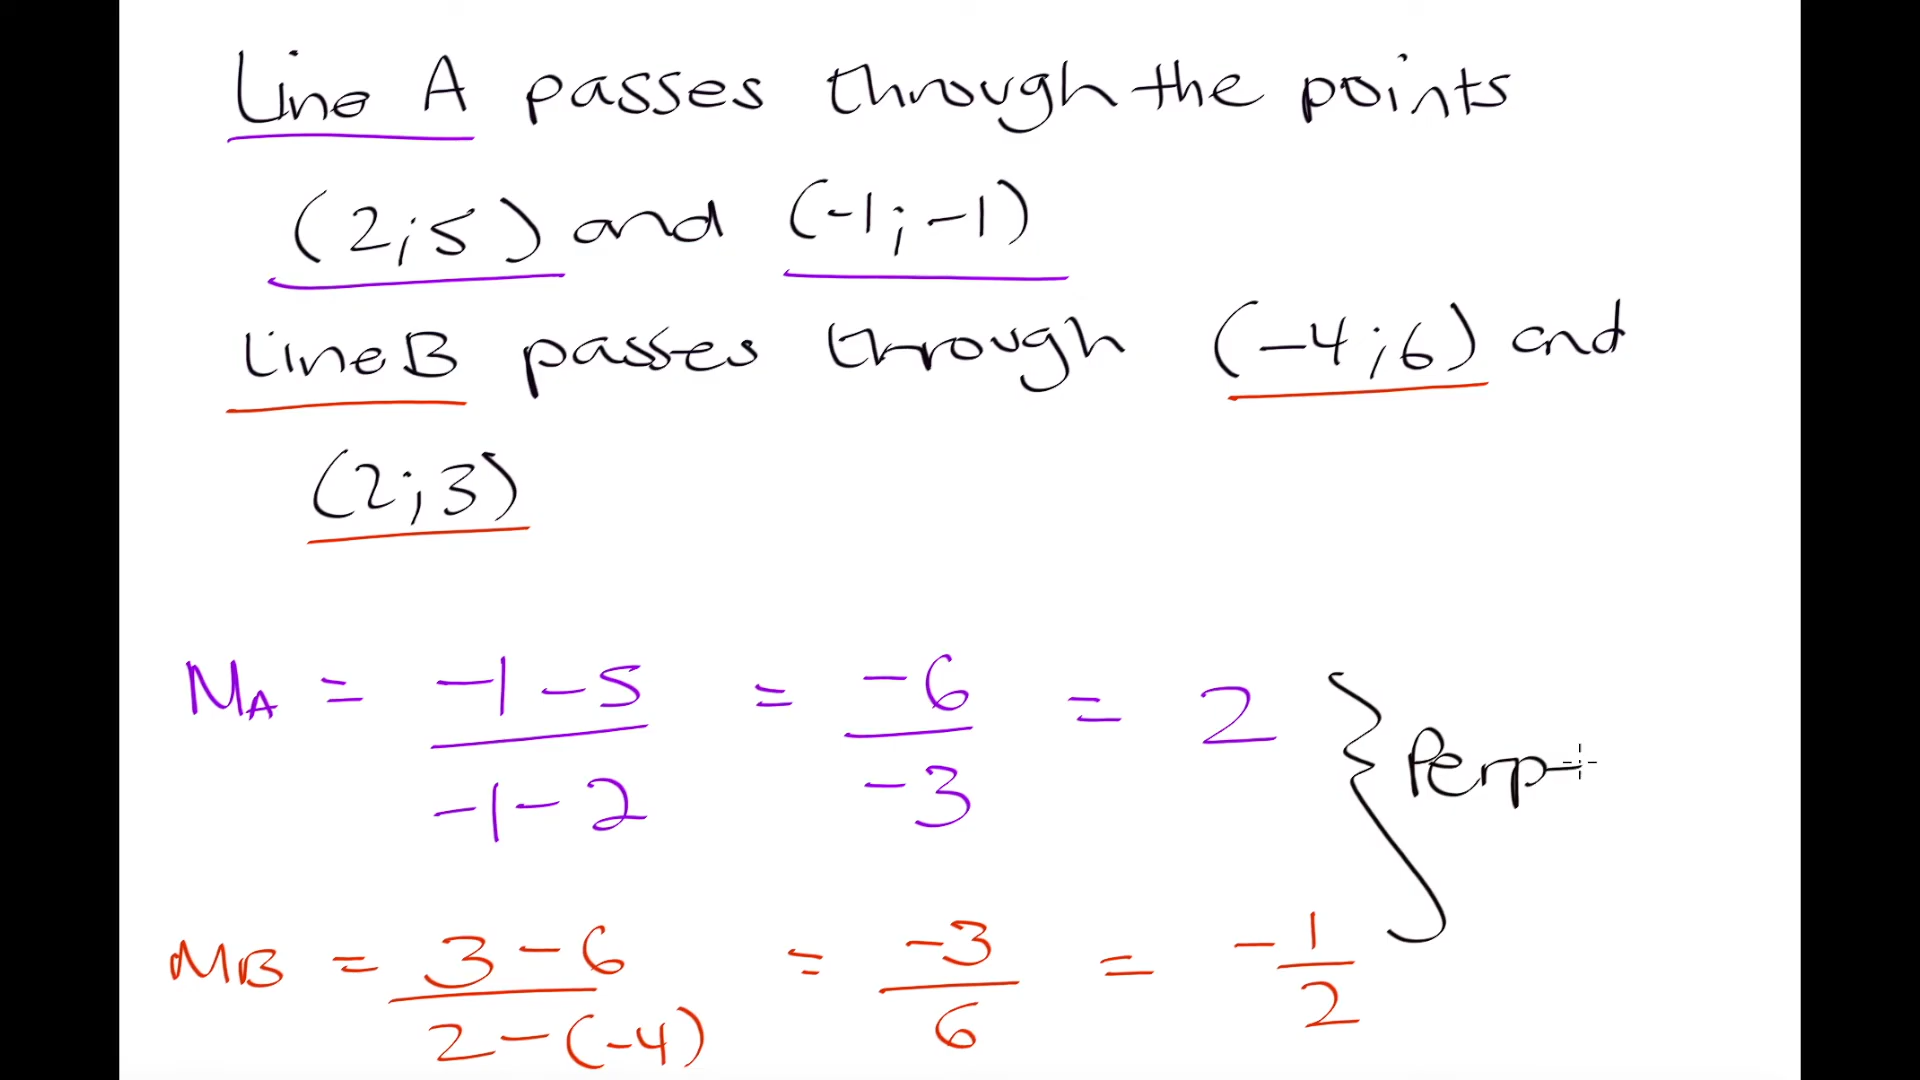 Line A passes through the points
(2;5) and (-1;-1)
Line B passes through (-4;6) and
(2;3)
MA = -1-5 / -1-2 = -6 / -3 = 2
Perp
MB = 3-6 / 2-(-4) = -3 / 6 = -1/2